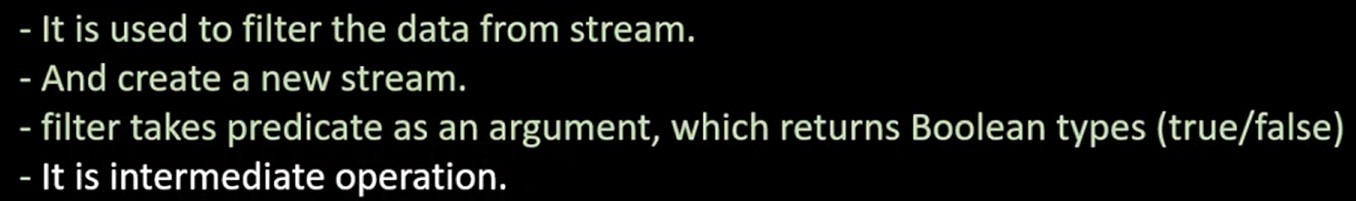 - It is used to filter the data from stream.
- And create a new stream.
- filter takes predicate as an argument, which returns Boolean types (true/false)
- It is intermediate operation.